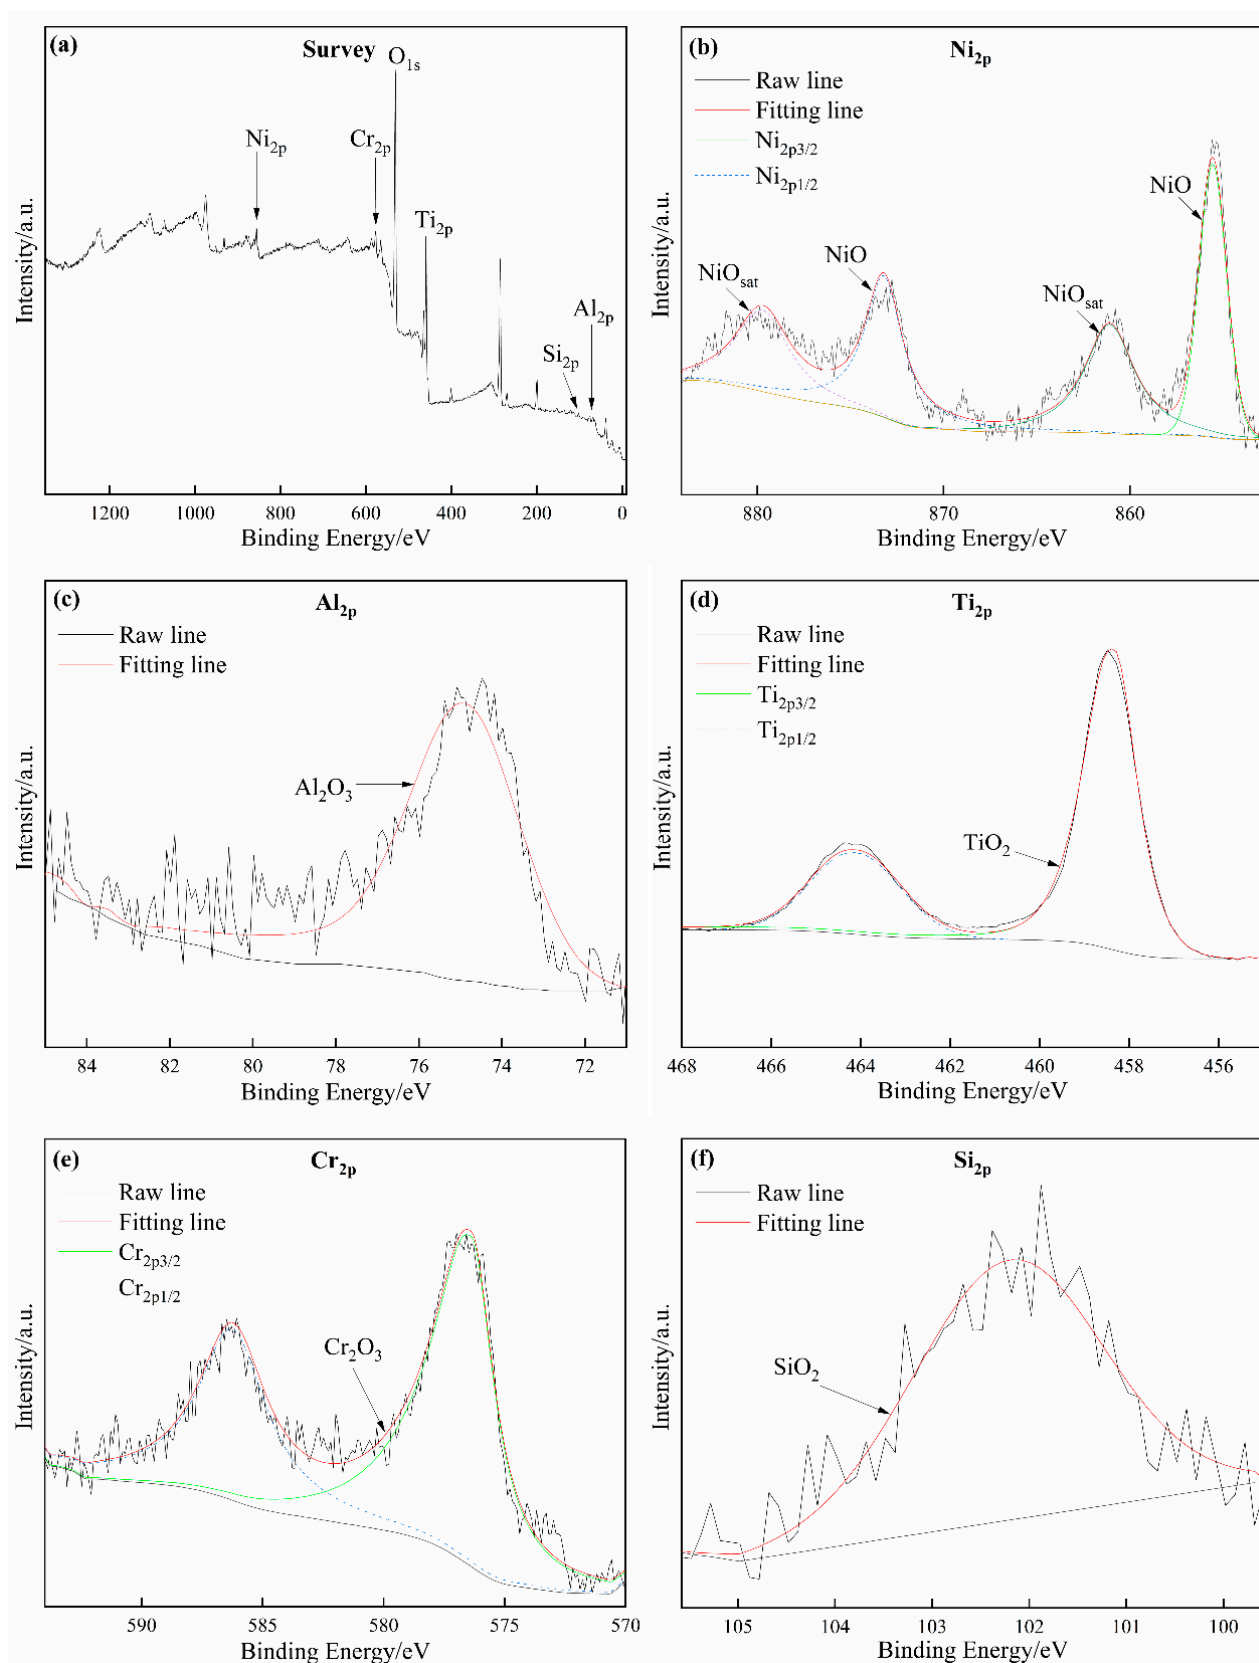 (a) Survey
O1s
Ni2p
Cr2p
Ti2p
Al2p
Si2p
Intensity/a.u.
1200 1000 800 600 400 200 0
Binding Energy/eV
(b) Ni2p
Raw line
Fitting line
Ni2p3/2
Ni2p1/2
NiO
NiO
NiOsat
NiOsat
Intensity/a.u.
880 870 860
Binding Energy/eV
(c) Al2p
Raw line
Fitting line
Al2O3
Intensity/a.u.
84 82 80 78 76 74 72
Binding Energy/eV
(d) Ti2p
Raw line
Fitting line
Ti2p3/2
Ti2p1/2
TiO2
Intensity/a.u.
468 466 464 462 460 458 456
Binding Energy/eV
(e) Cr2p
Raw line
Fitting line
Cr2p3/2
Cr2p1/2
Cr2O3
Intensity/a.u.
590 585 580 575 570
Binding Energy/eV
(f) Si2p
Raw line
Fitting line
SiO2
Intensity/a.u.
105 104 103 102 101 100
Binding Energy/eV